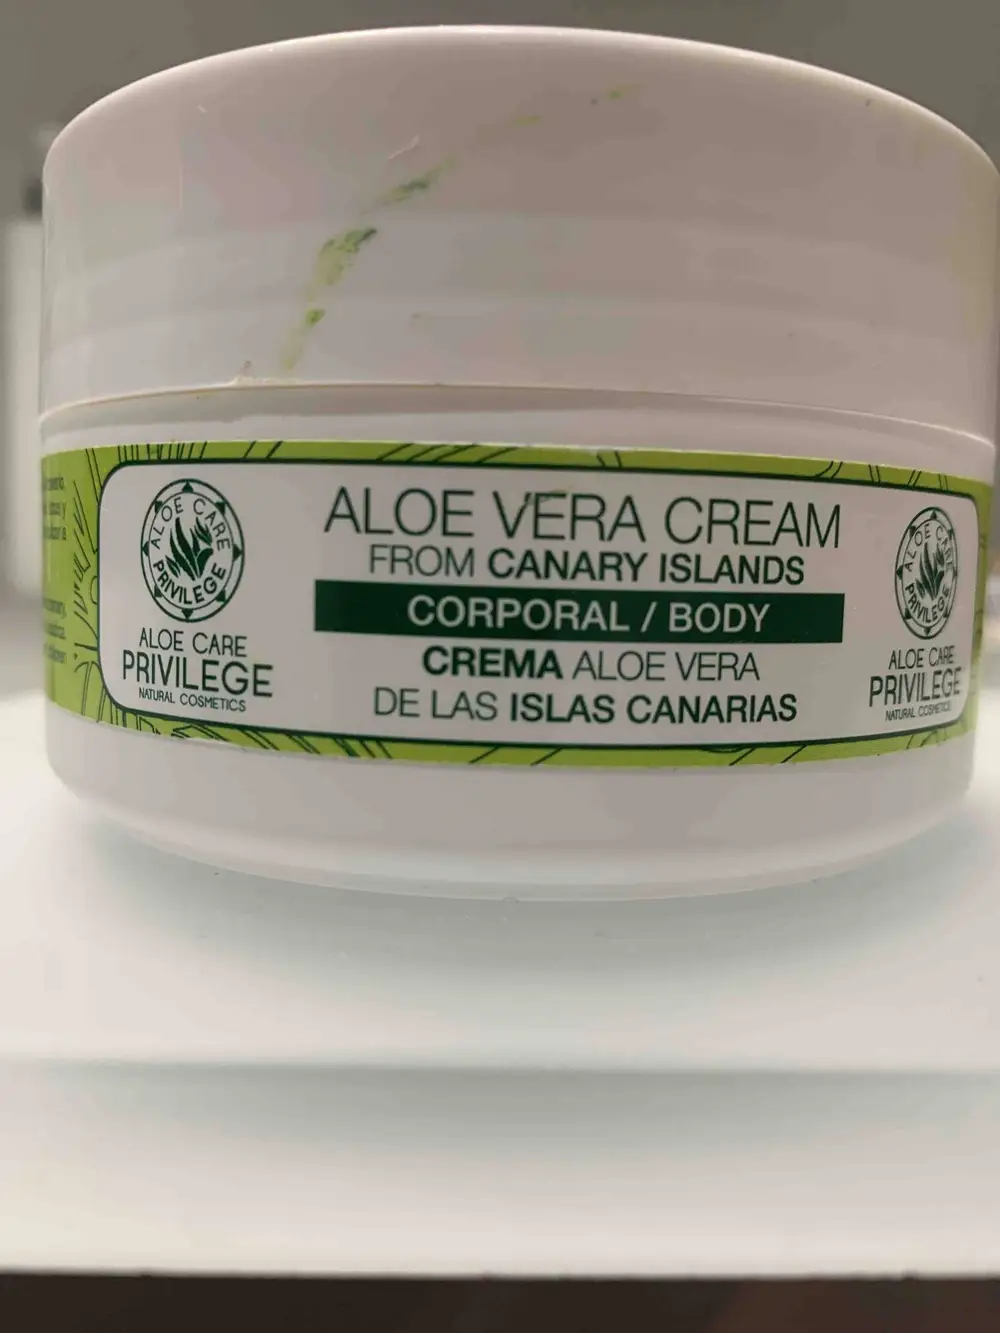 ALOE CARE
PRIVILEGE
ALOE CARE
PRIVILEGE
NATURAL COSMETICS
ALOE VERA CREAM
FROM CANARY ISLANDS
CORPORAL / BODY
CREMA ALOE VERA
DE LAS ISLAS CANARIAS
ALOE CARE
PRIVILEGE
ALOE CARE
PRIVILEGE
NATURAL COSMETICS